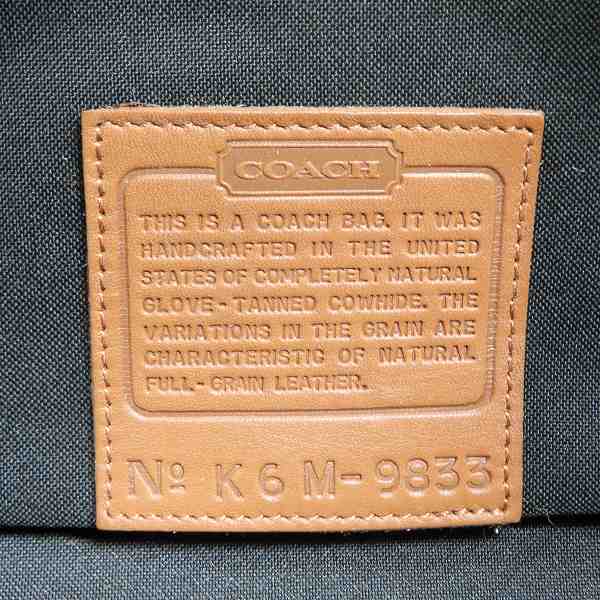 COACH
THIS IS A COACH BAG. IT WAS
HANDCRAFTED IN THE UNITED
STATES OF COMPLETELY NATURAL
GLOVE-TANNED COWHIDE. THE
VARIATIONS IN THE GRAIN ARE
CHARACTERISTIC OF NATURAL
FULL-GRAIN LEATHER.
Nº K6M-9833